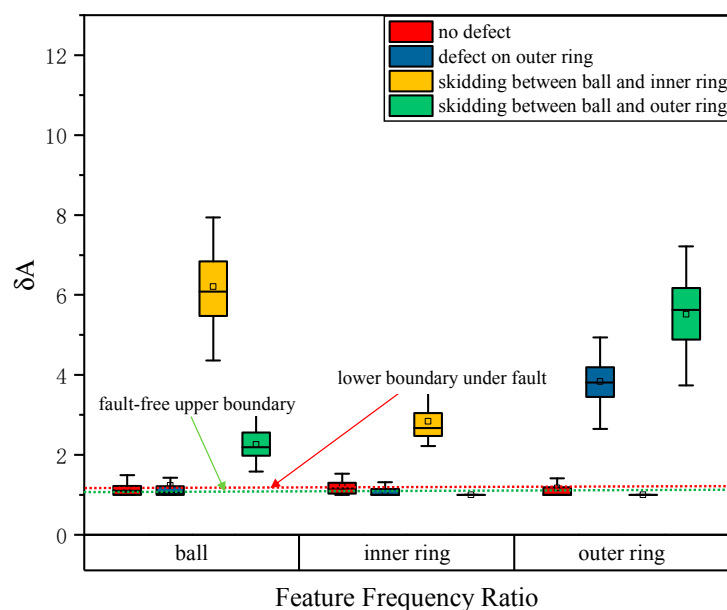 no defect
defect on outer ring
skidding between ball and inner ring
skidding between ball and outer ring
12
10
8
6
4
2
0
δA
lower boundary under fault
fault-free upper boundary
ball
inner ring
outer ring
Feature Frequency Ratio